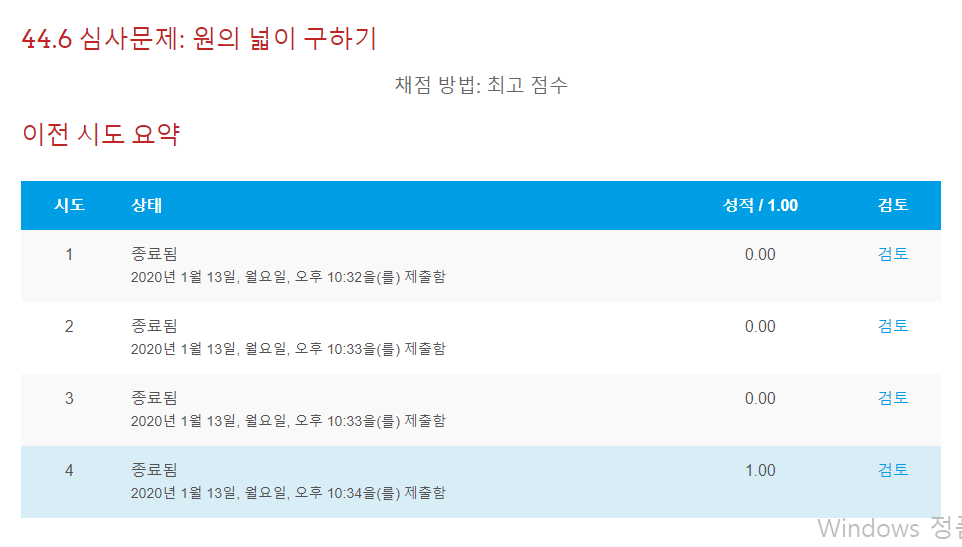 44.6 심사문제: 원의 넓이 구하기
채점 방법: 최고 점수
이전 시도 요약
시도 상태 성적 / 1.00 검토
1 종료됨 0.00 검토
2020년 1월 13일, 월요일, 오후 10:32을(를) 제출함
2 종료됨 0.00 검토
2020년 1월 13일, 월요일, 오후 10:33을(를) 제출함
3 종료됨 0.00 검토
2020년 1월 13일, 월요일, 오후 10:33을(를) 제출함
4 종료됨 1.00 검토
2020년 1월 13일, 월요일, 오후 10:34을(를) 제출함
Windows 정품